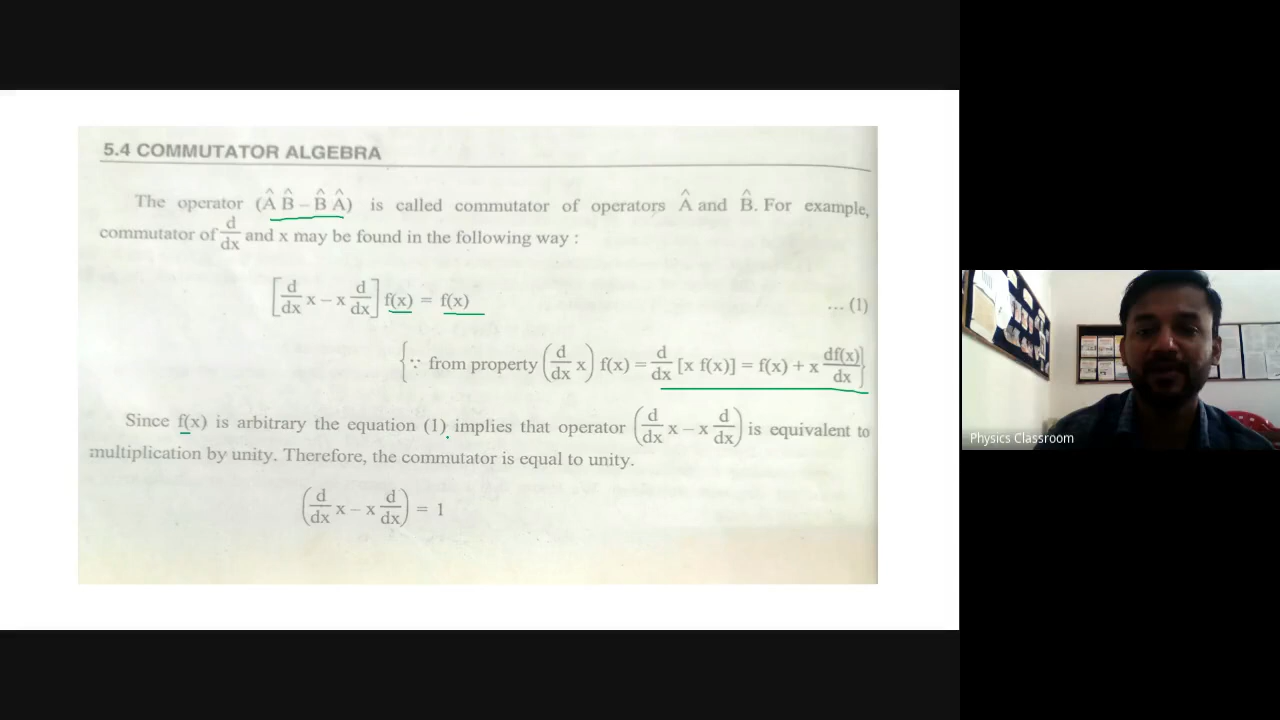 5.4 COMMUTATOR ALGEBRA
The operator (Â B̂ – B̂ Â) is called commutator of operators Â and B̂. For example,
commutator of d/dx and x may be found in the following way :
[d/dx x – x d/dx] f(x) = f(x) ... (1)
{∵ from property (d/dx x) f(x) = d/dx [x f(x)] = f(x) + x df(x)/dx}
Since f(x) is arbitrary the equation (1) implies that operator (d/dx x – x d/dx) is equivalent to
multiplication by unity. Therefore, the commutator is equal to unity.
(d/dx x – x d/dx) = 1
Physics Classroom